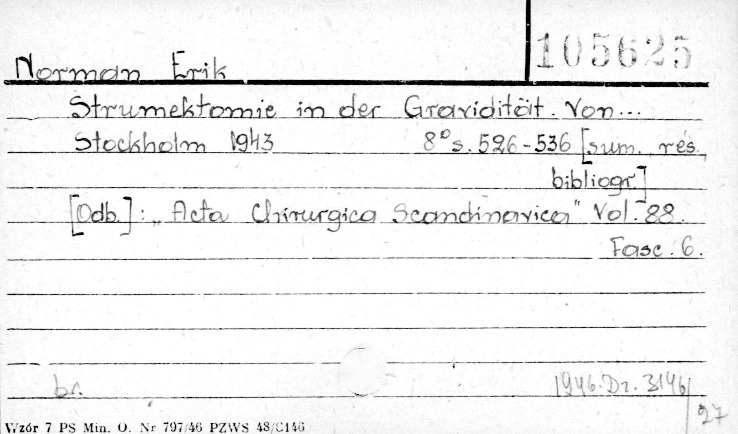 105625
Norman Erik
Strumektomie in der Gravidität. Von...
Stockholm 1943 8° s. 526-536 [sum., rés.,
bibliogr.]
[Odb.]: „Acta Chirurgica Scandinavica" Vol. 88.
Fasc. 6.
br. 1946.Dr. 3146/
27
Wzór 7 PS Min. O. Nr 797/46 PZWS 48/C146